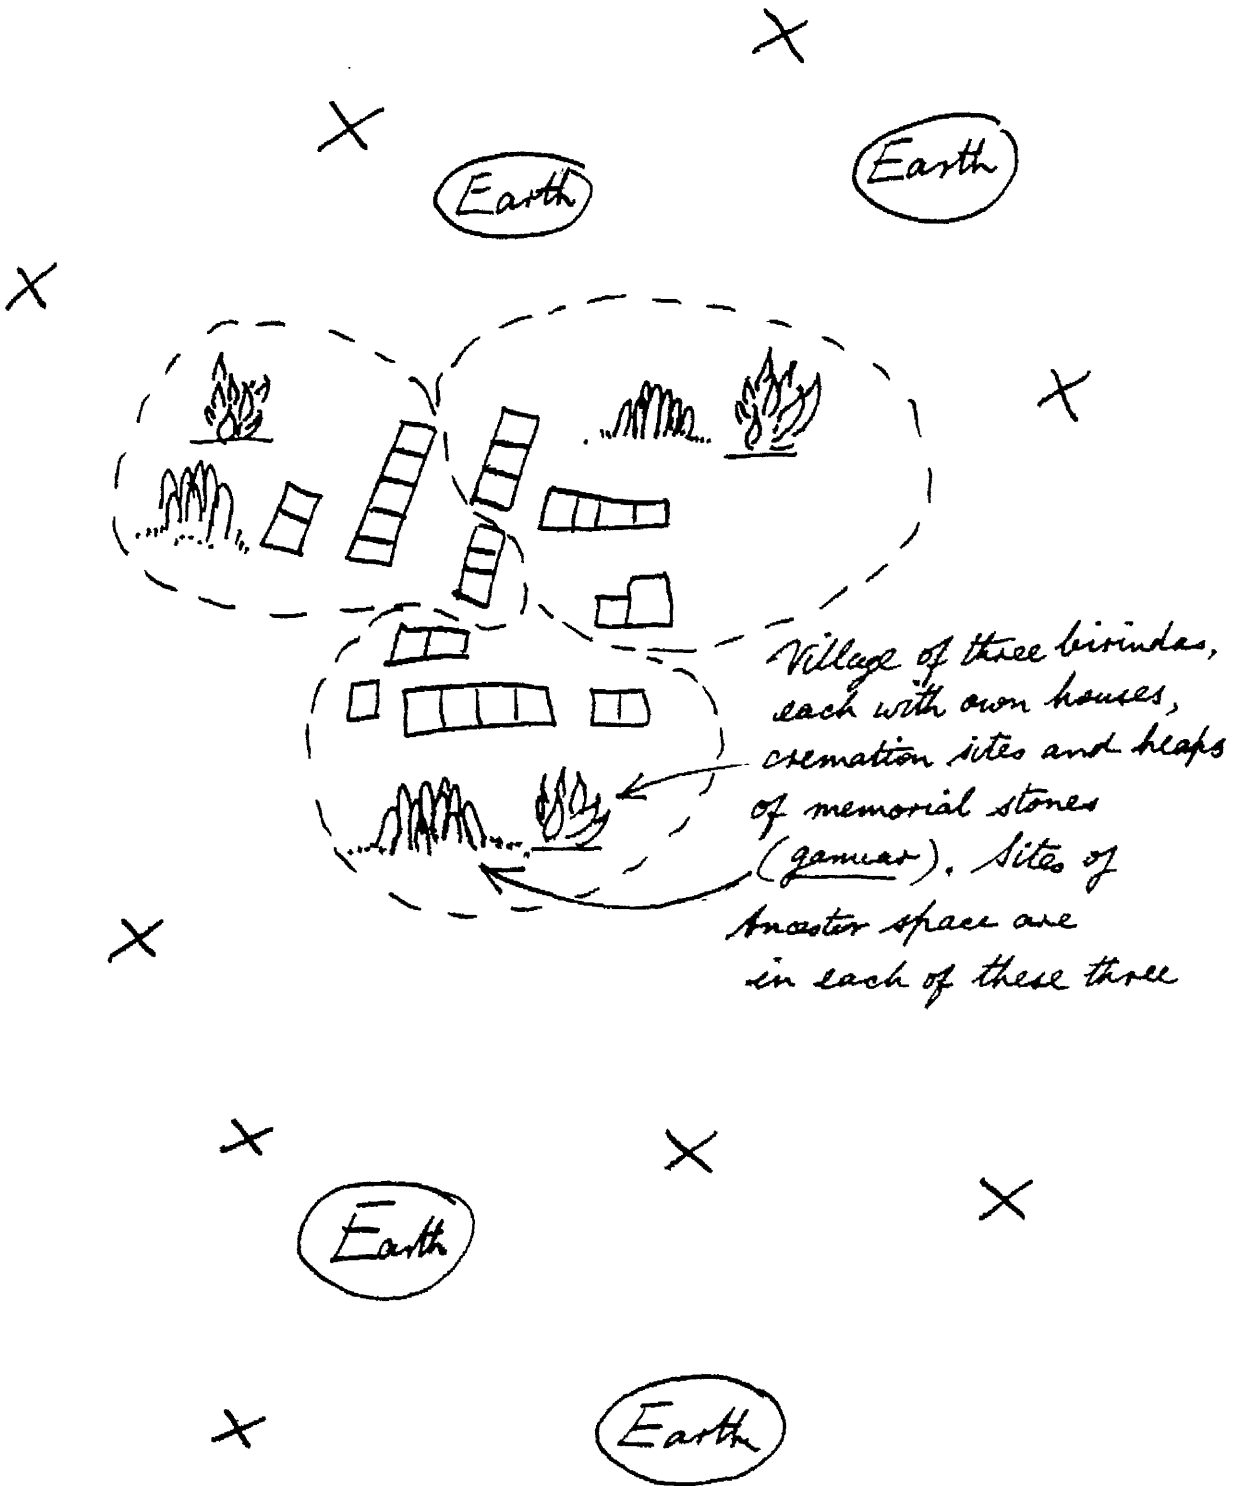 Earth
Earth
Village of three birindas,
each with own houses,
cremation sites and heaps
of memorial stones
(ganuar). Sites of
Ancestor space are
in each of these three
Earth
Earth